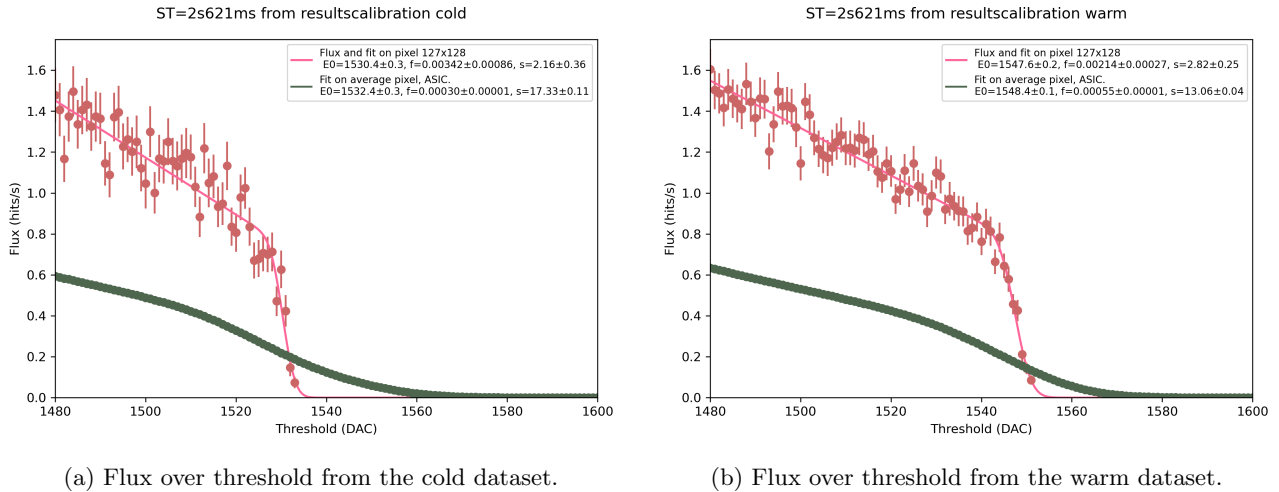 ST=2s621ms from resultscalibration cold
Flux and fit on pixel 127x128
E0=1530.4±0.3, f=0.00342±0.00086, s=2.16±0.36
Fit on average pixel, ASIC.
E0=1532.4±0.3, f=0.00030±0.00001, s=17.33±0.11
Flux (hits/s)
1.6
1.4
1.2
1.0
0.8
0.6
0.4
0.2
0.0
1480 1500 1520 1540 1560 1580 1600
Threshold (DAC)
(a) Flux over threshold from the cold dataset.
ST=2s621ms from resultscalibration warm
Flux and fit on pixel 127x128
E0=1547.6±0.2, f=0.00214±0.00027, s=2.82±0.25
Fit on average pixel, ASIC.
E0=1548.4±0.1, f=0.00055±0.00001, s=13.06±0.04
Flux (hits/s)
1.6
1.4
1.2
1.0
0.8
0.6
0.4
0.2
0.0
1480 1500 1520 1540 1560 1580 1600
Threshold (DAC)
(b) Flux over threshold from the warm dataset.